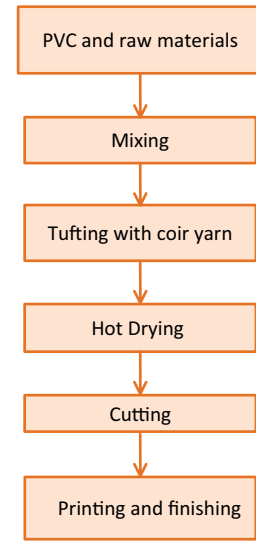 PVC and raw materials
Mixing
Tufting with coir yarn
Hot Drying
Cutting
Printing and finishing